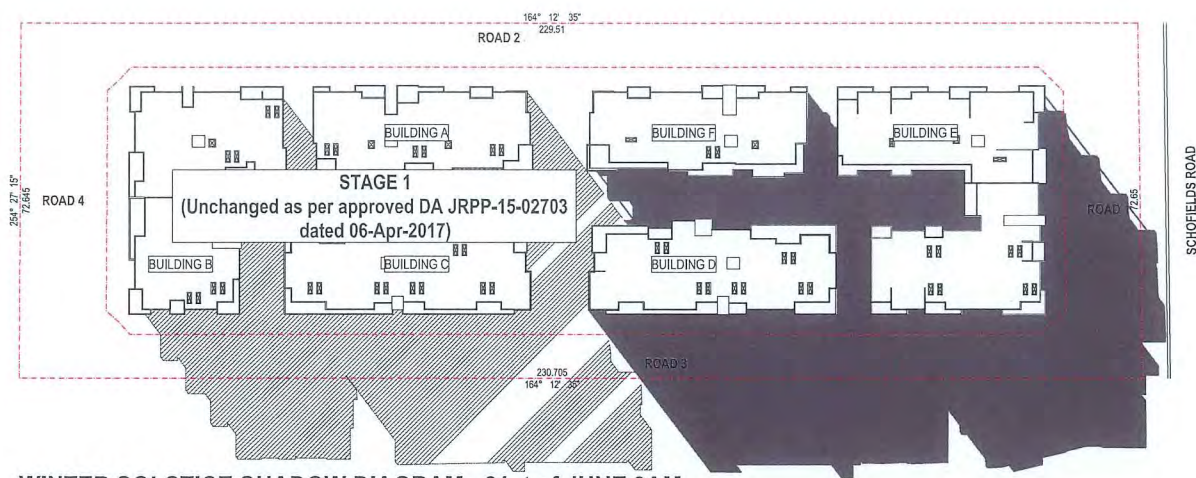 164° 12' 35"
229.51
ROAD 2
BUILDING A
BUILDING F
BUILDING E
STAGE 1
(Unchanged as per approved DA JRPP-15-02703
dated 06-Apr-2017)
254° 27' 15"
72.645
ROAD 4
ROAD
72.65
SCHOFIELDS ROAD
BUILDING B
BUILDING C
BUILDING D
ROAD 3
230.705
164° 12' 35"